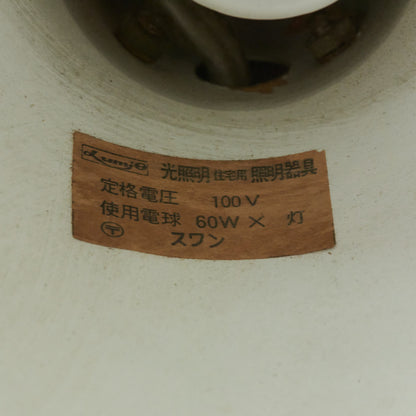 Lumjo 光照明 住宅用 照明器具
定格電圧 100V
使用電球 60W × 灯
〒 スワン